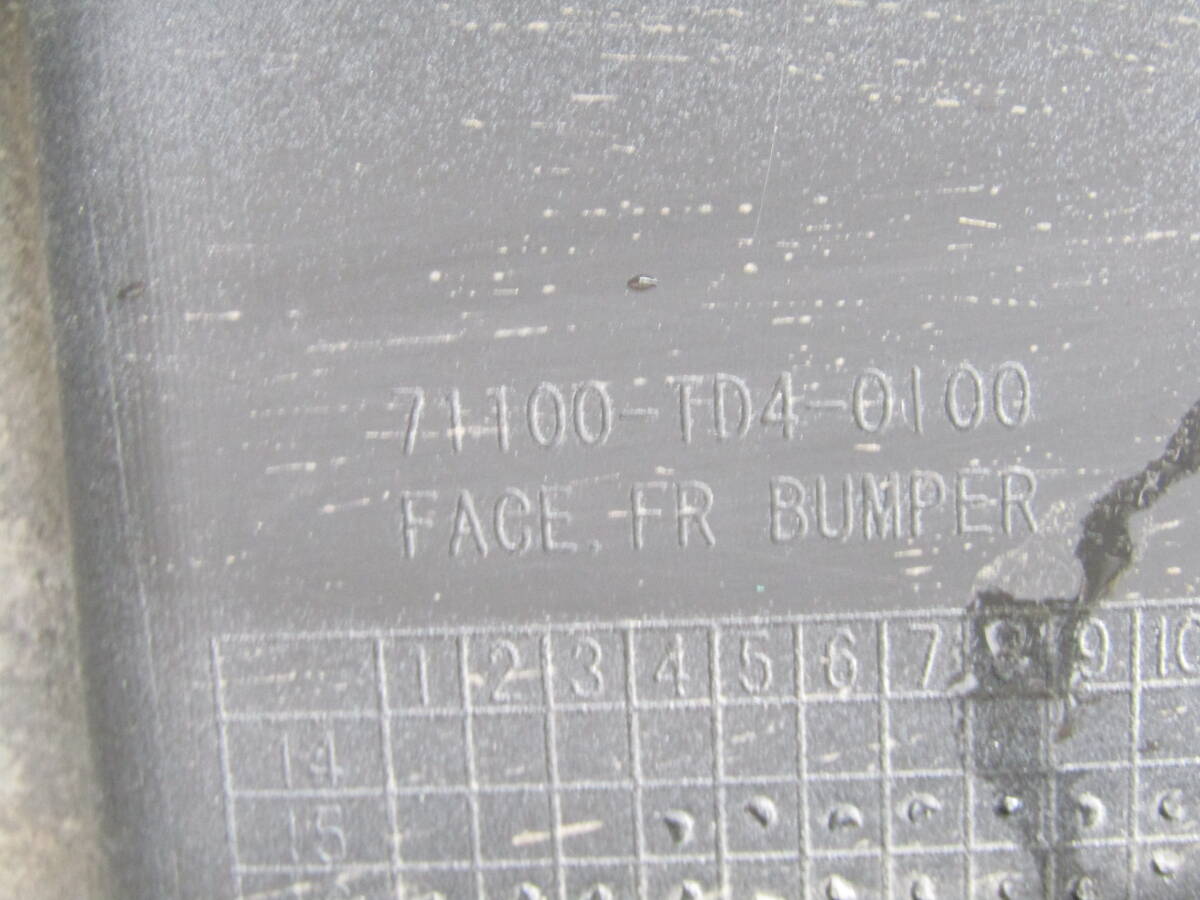 71100-TD4-0100
FACE, FR BUMPER
1 2 3 4 5 6 7 8 9 10
14
15